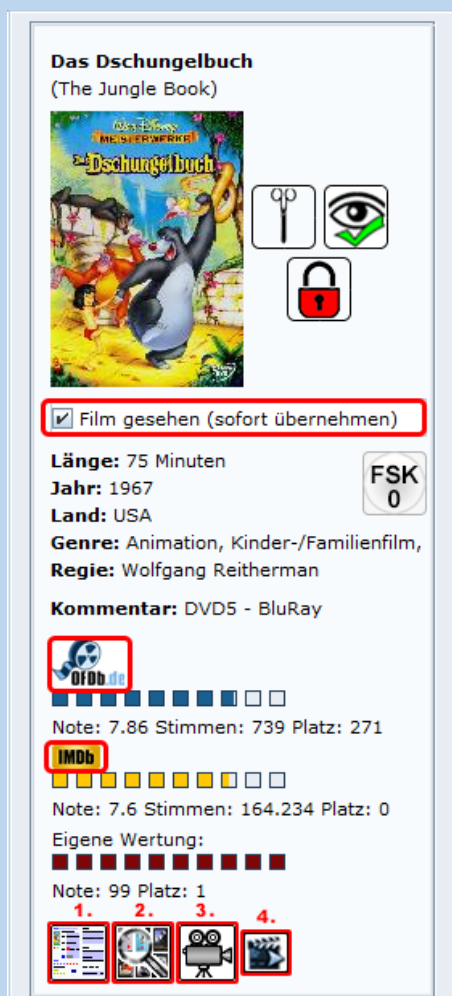 Das Dschungelbuch
(The Jungle Book)
Walt Disneys
MEISTERWERKE
Das Dschungelbuch
Film gesehen (sofort übernehmen)
Länge: 75 Minuten
FSK
0
Jahr: 1967
Land: USA
Genre: Animation, Kinder-/Familienfilm,
Regie: Wolfgang Reitherman
Kommentar: DVD5 - BluRay
OFDb.de
Note: 7.86 Stimmen: 739 Platz: 271
IMDb
Note: 7.6 Stimmen: 164.234 Platz: 0
Eigene Wertung:
Note: 99 Platz: 1
1. 2. 3. 4.